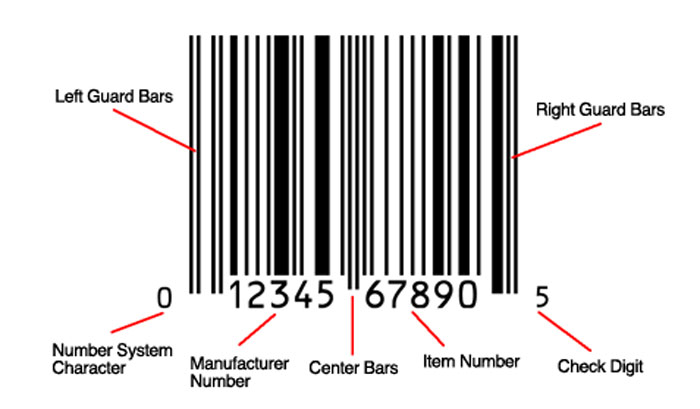 Left Guard Bars
Right Guard Bars
0 12345 67890 5
Number System
Character
Manufacturer
Number
Center Bars
Item Number
Check Digit